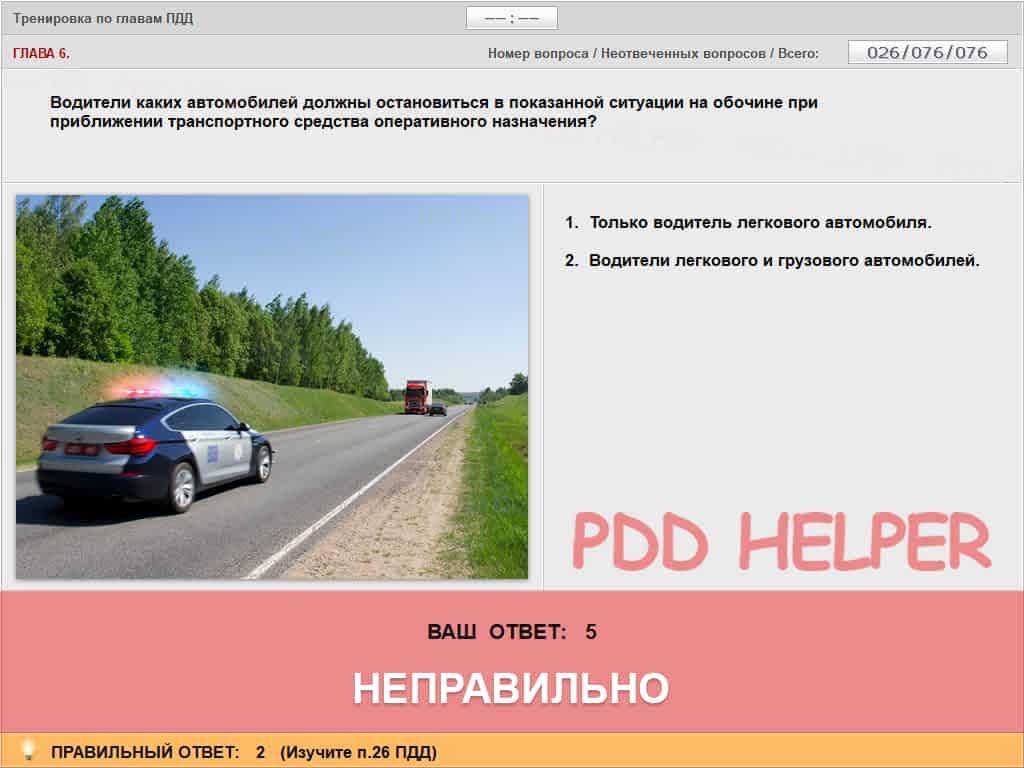 Тренировка по главам ПДД
—— : ——
ГЛАВА 6.
Номер вопроса / Неотвеченных вопросов / Всего:
026/076/076
Водители каких автомобилей должны остановиться в показанной ситуации на обочине при
приближении транспортного средства оперативного назначения?
1. Только водитель легкового автомобиля.
2. Водители легкового и грузового автомобилей.
PDD HELPER
ВАШ ОТВЕТ: 5
НЕПРАВИЛЬНО
ПРАВИЛЬНЫЙ ОТВЕТ: 2 (Изучите п.26 ПДД)